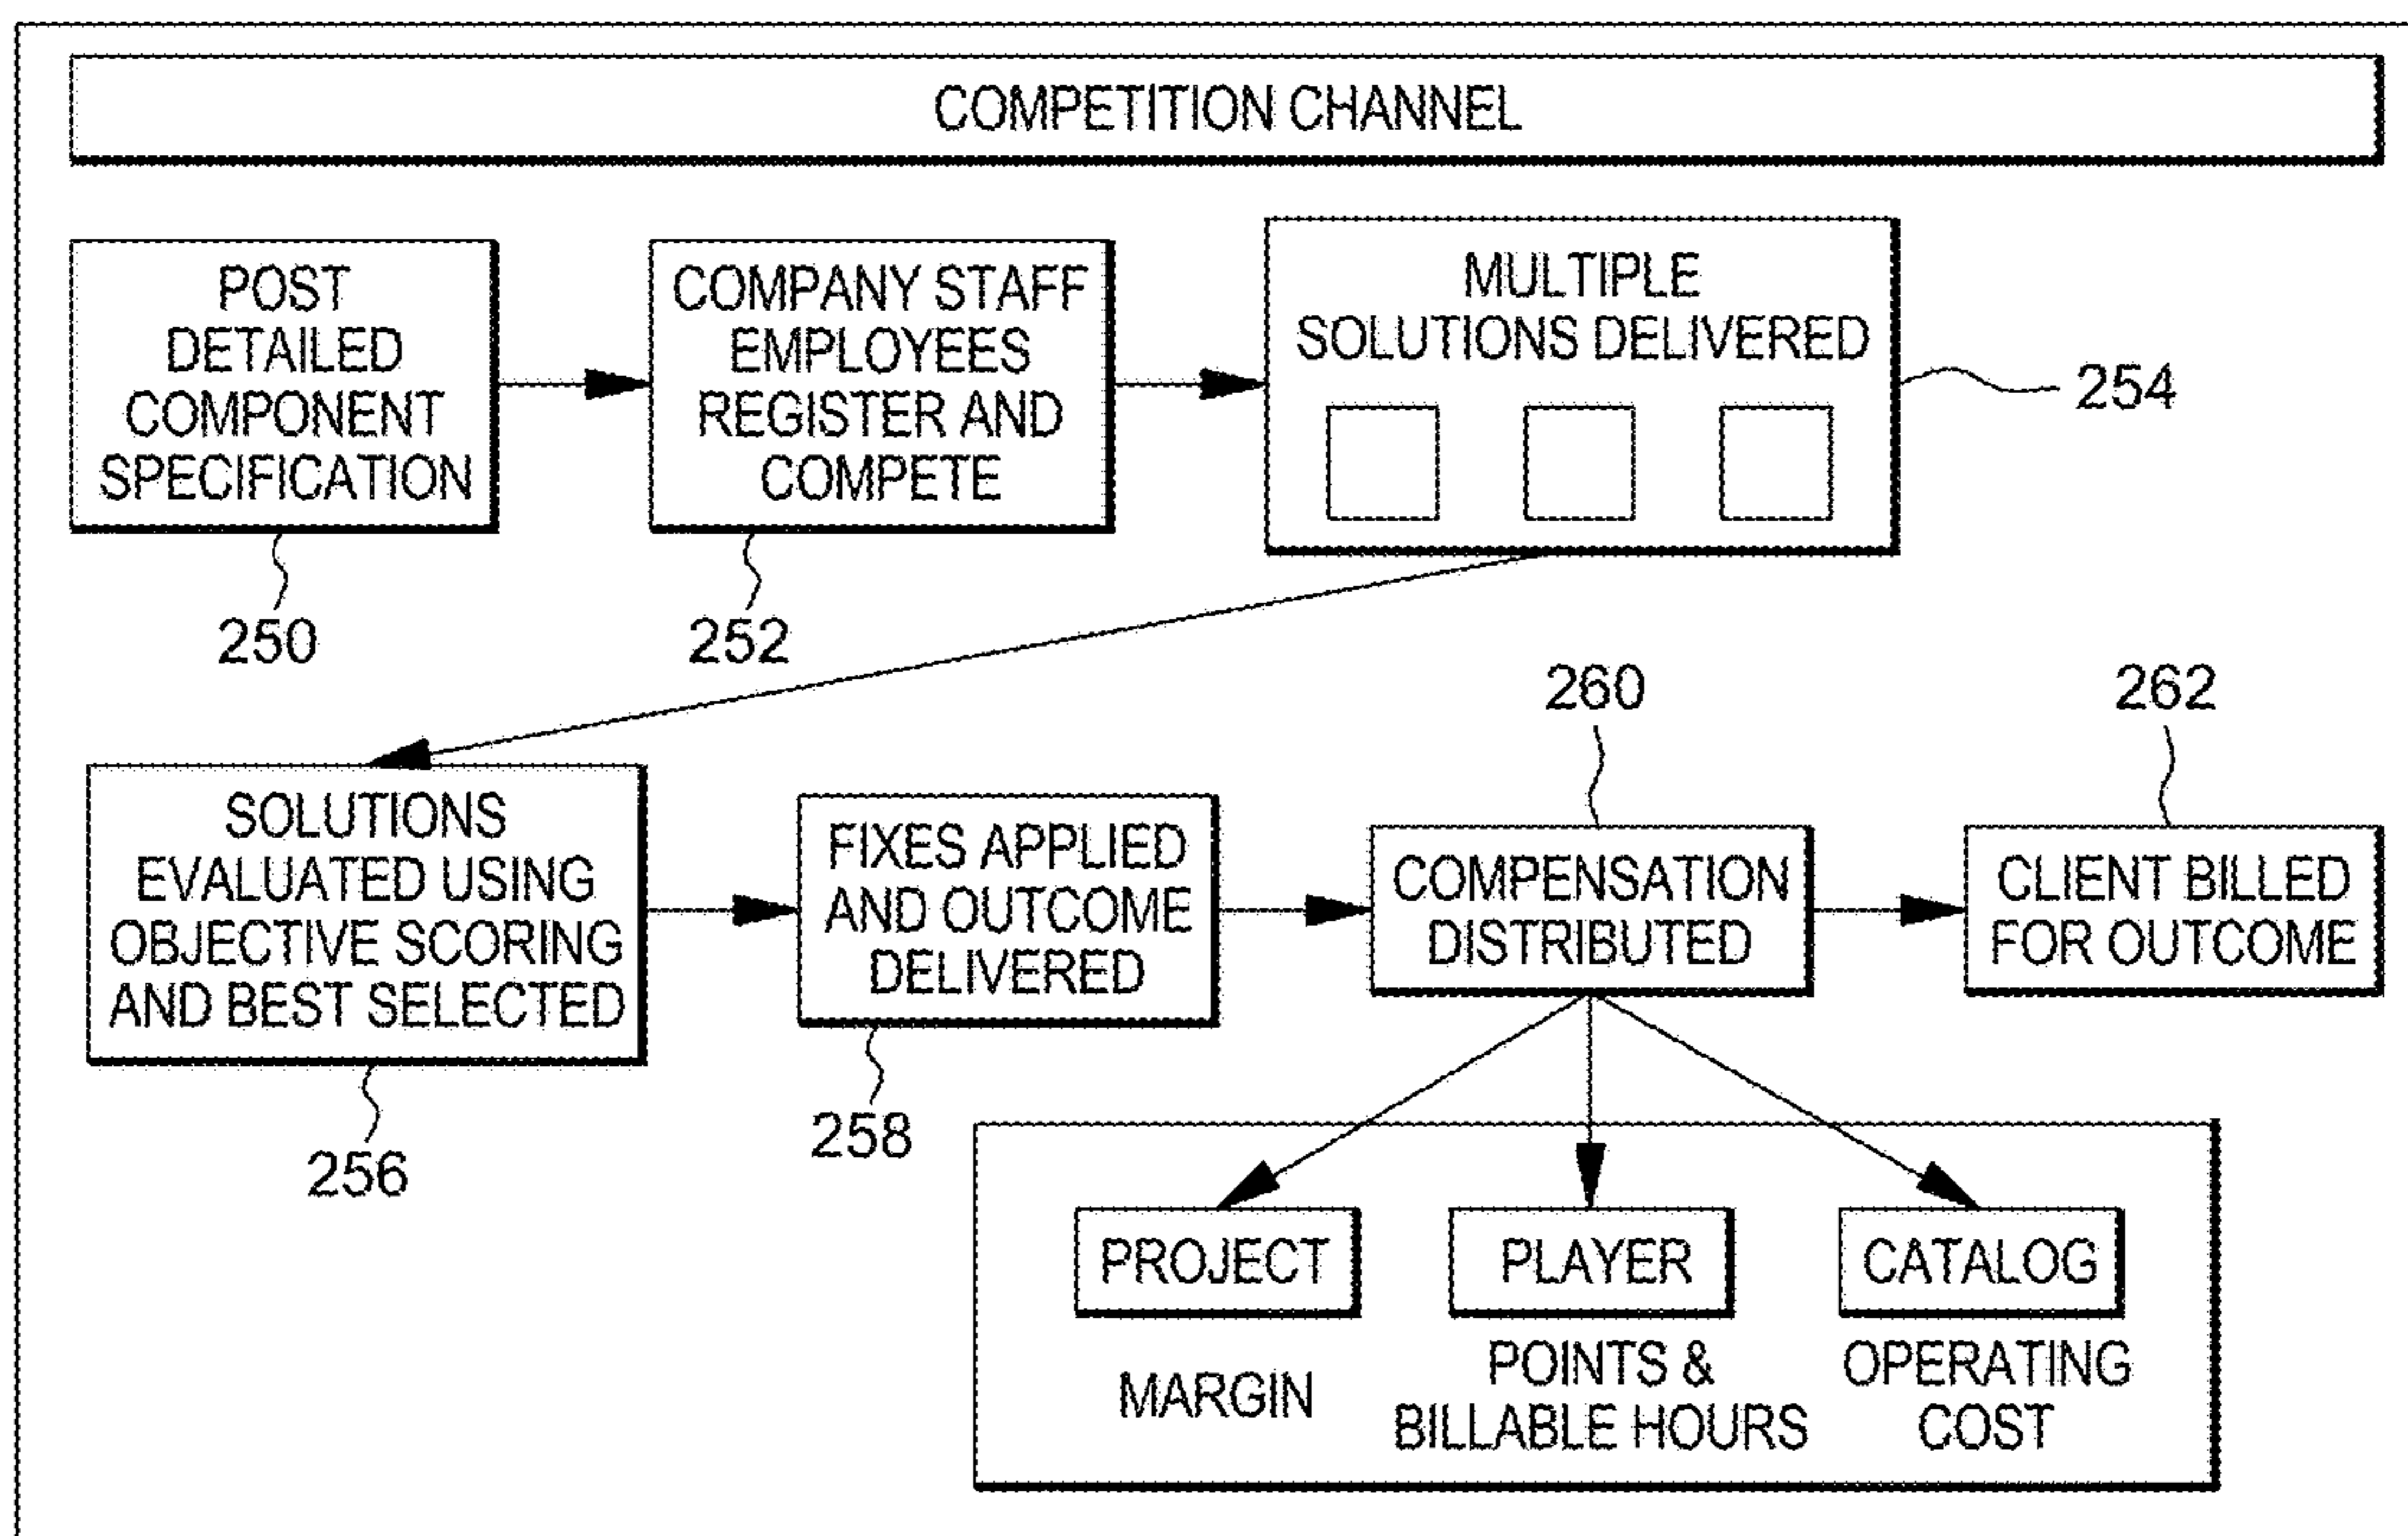 COMPETITION CHANNEL
POST
DETAILED
COMPONENT
SPECIFICATION
250
COMPANY STAFF
EMPLOYEES
REGISTER AND
COMPETE
252
MULTIPLE
SOLUTIONS DELIVERED
254
SOLUTIONS
EVALUATED USING
OBJECTIVE SCORING
AND BEST SELECTED
256
FIXES APPLIED
AND OUTCOME
DELIVERED
258
260
COMPENSATION
DISTRIBUTED
262
CLIENT BILLED
FOR OUTCOME
PROJECT
MARGIN
PLAYER
POINTS &
BILLABLE HOURS
CATALOG
OPERATING
COST